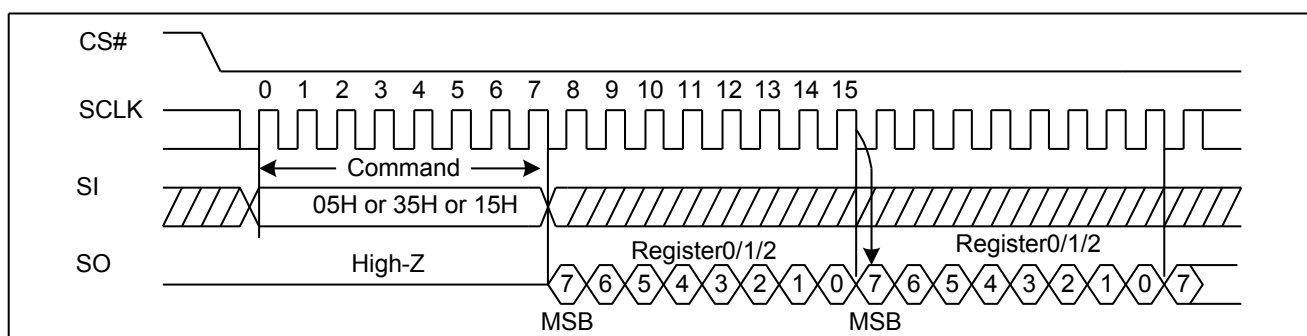 CS#
0 1 2 3 4 5 6 7 8 9 10 11 12 13 14 15
SCLK
Command
SI
05H or 35H or 15H
Register0/1/2 Register0/1/2
SO
High-Z
7 6 5 4 3 2 1 0 7 6 5 4 3 2 1 0 7
MSB MSB